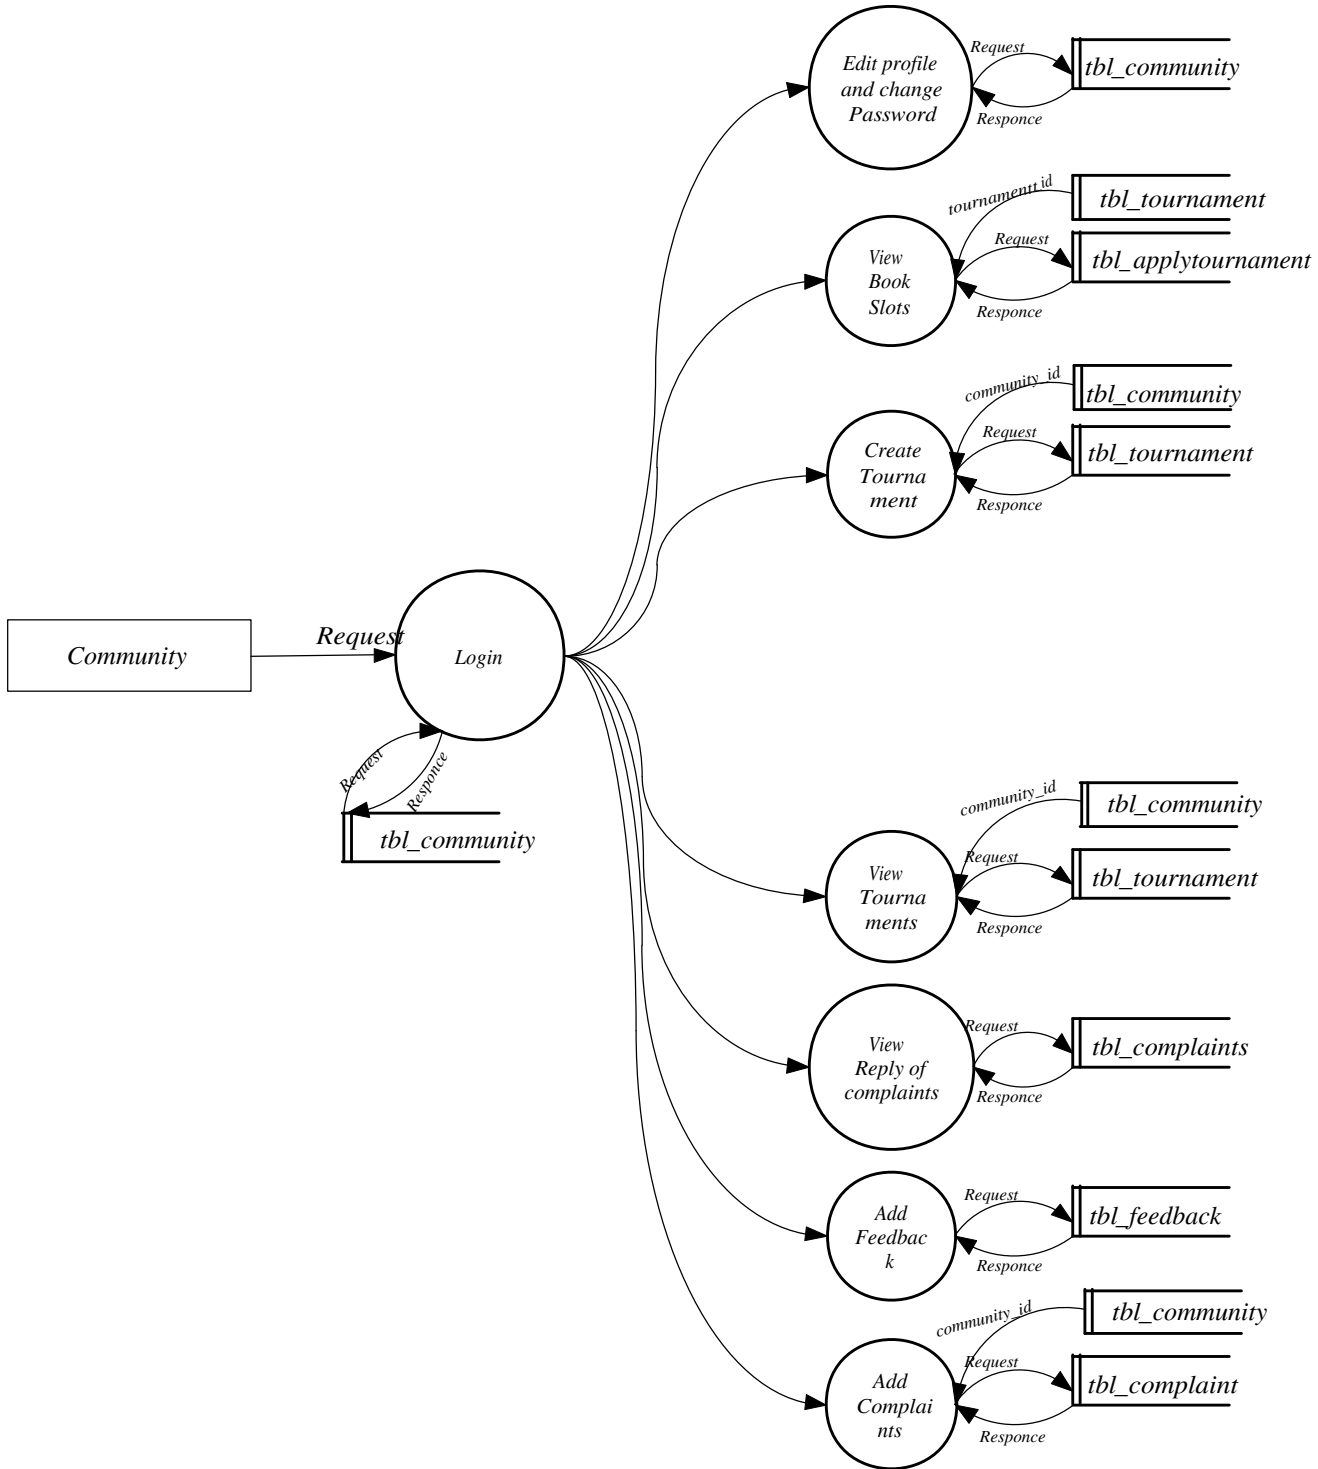 Edit profile
and change
Password
Request
tbl_community
Responce
tournamentt_id
tbl_tournament
View
Book
Slots
Request
tbl_applytournament
Responce
community_id
tbl_community
Create
Tourna
ment
Request
tbl_tournament
Responce
Community
Request
Login
Request
Responce
tbl_community
community_id
tbl_community
View
Tourna
ments
Request
tbl_tournament
Responce
View
Reply of
complaints
Request
tbl_complaints
Responce
Add
Feedbac
k
Request
tbl_feedback
Responce
community_id
tbl_community
Add
Complai
nts
Request
tbl_complaint
Responce